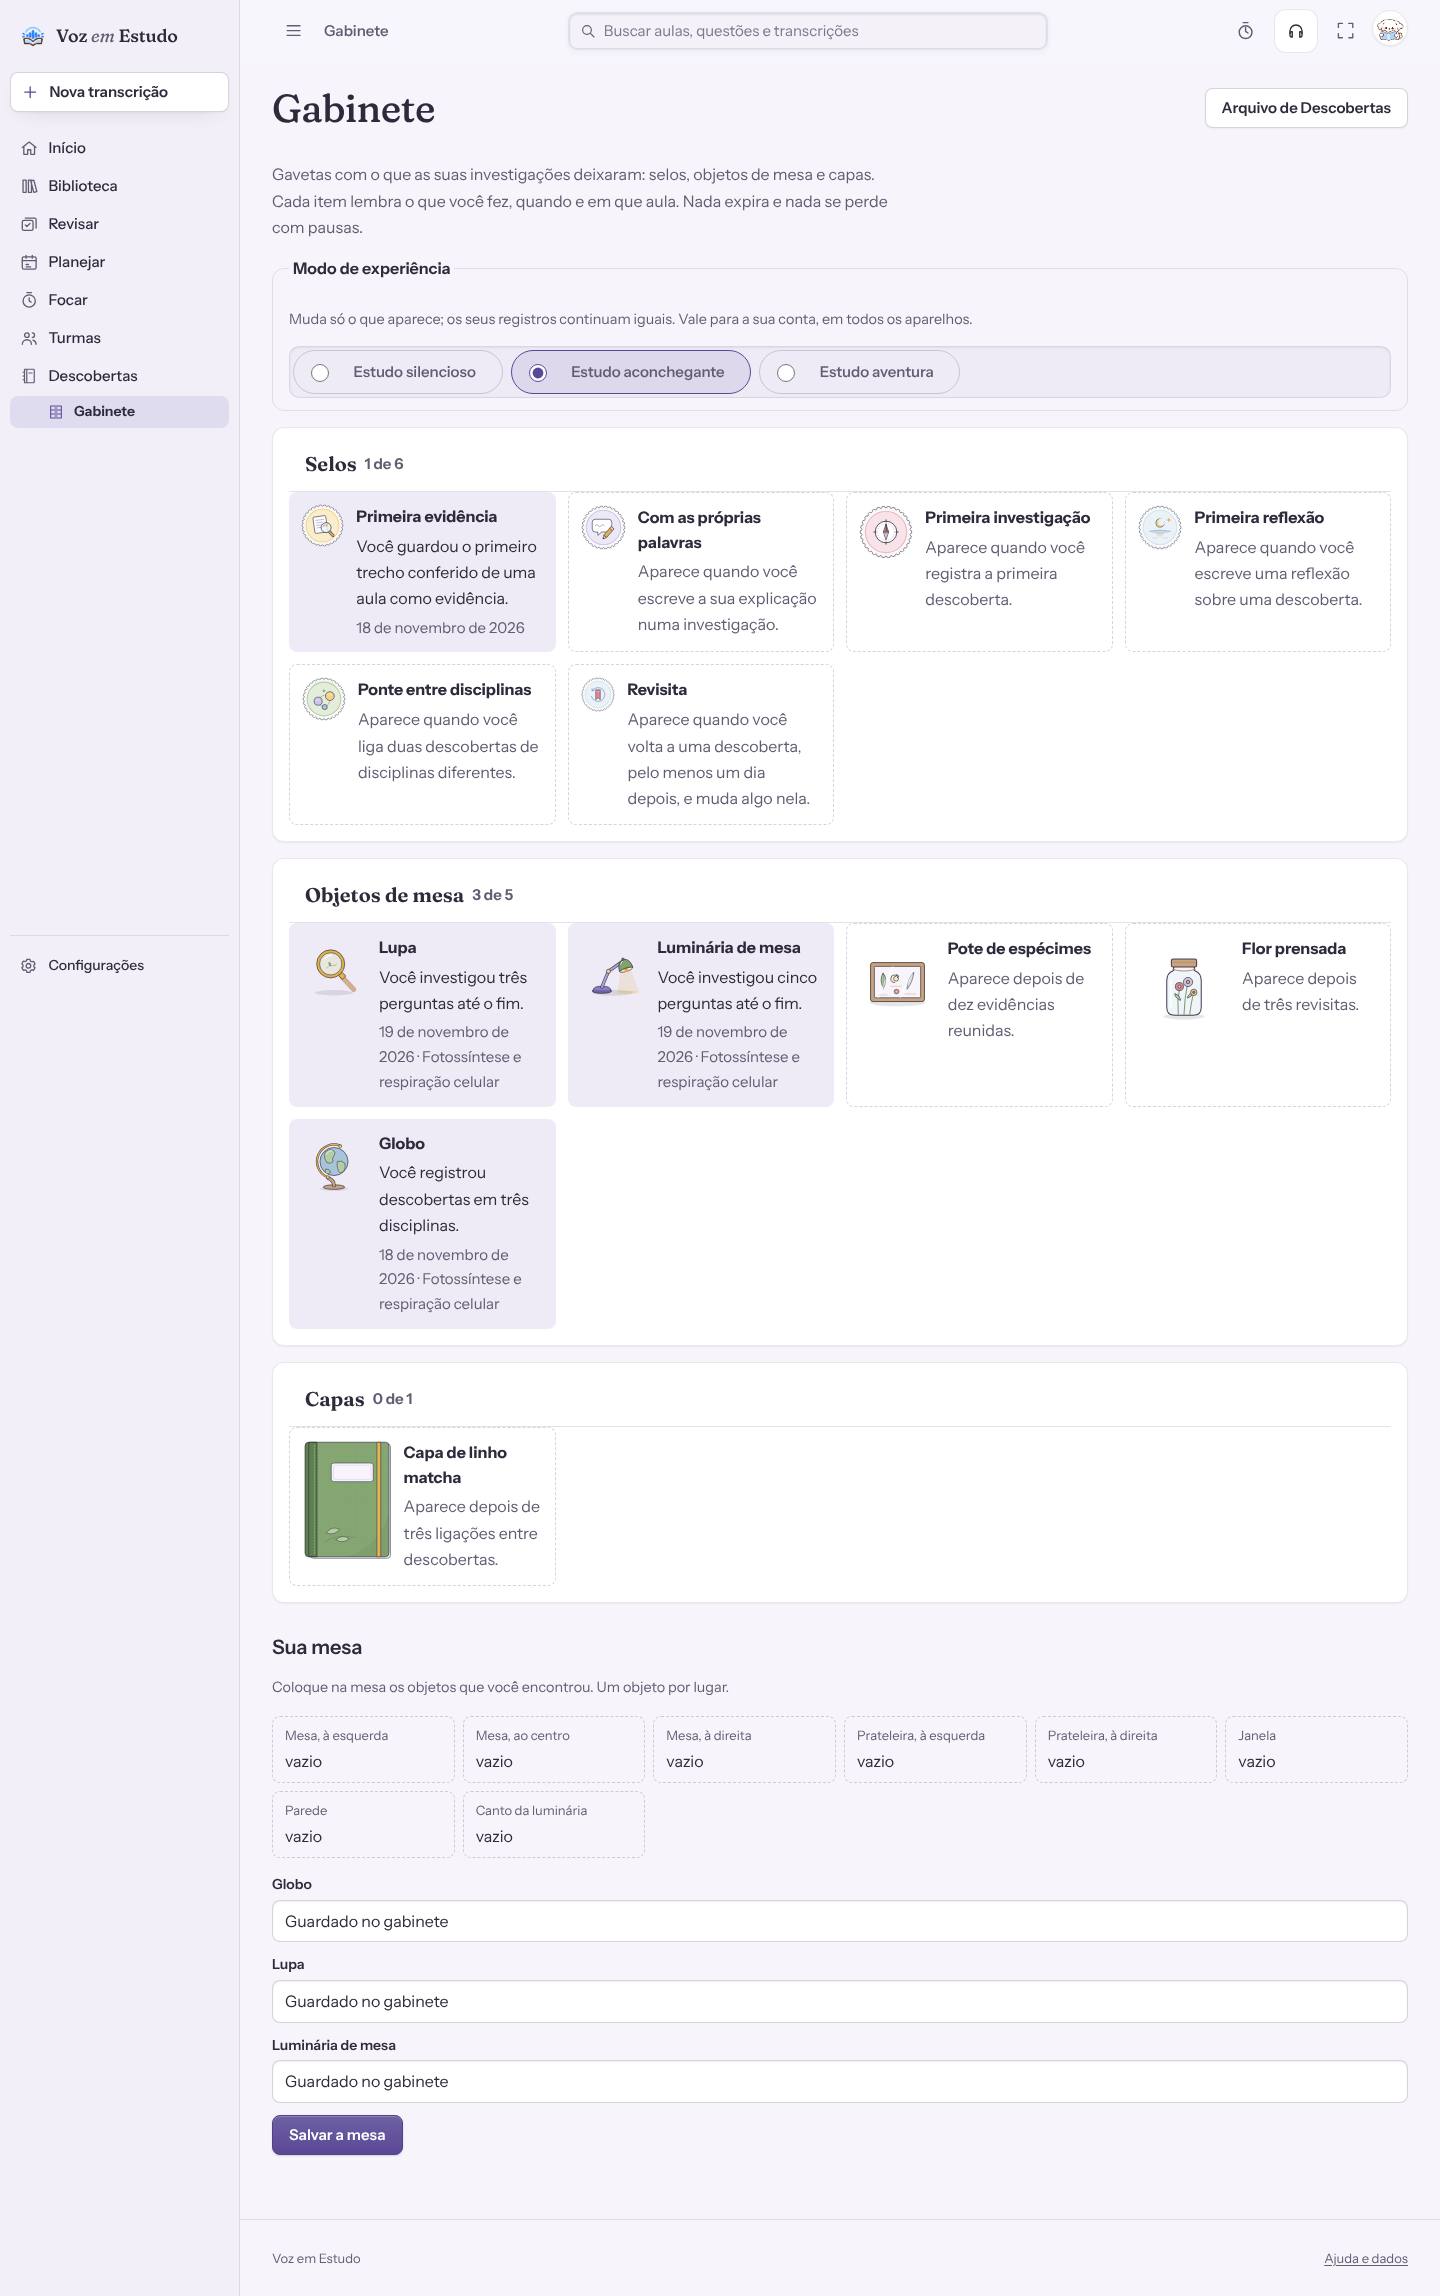 Voz em Estudo
Nova transcrição
Início
Biblioteca
Revisar
Planejar
Focar
Turmas
Descobertas
Gabinete
Configurações
Gabinete
Buscar aulas, questões e transcrições
Gabinete
Arquivo de Descobertas
Gavetas com o que as suas investigações deixaram: selos, objetos de mesa e capas.
Cada item lembra o que você fez, quando e em que aula. Nada expira e nada se perde
com pausas.
Modo de experiência
Muda só o que aparece; os seus registros continuam iguais. Vale para a sua conta, em todos os aparelhos.
Estudo silencioso
Estudo aconchegante
Estudo aventura
Selos 1 de 6
Primeira evidência
Você guardou o primeiro
trecho conferido de uma
aula como evidência.
18 de novembro de 2026
Com as próprias
palavras
Aparece quando você
escreve a sua explicação
numa investigação.
Primeira investigação
Aparece quando você
registra a primeira
descoberta.
Primeira reflexão
Aparece quando você
escreve uma reflexão
sobre uma descoberta.
Ponte entre disciplinas
Aparece quando você
liga duas descobertas de
disciplinas diferentes.
Revisita
Aparece quando você
volta a uma descoberta,
pelo menos um dia
depois, e muda algo nela.
Objetos de mesa 3 de 5
Lupa
Você investigou três
perguntas até o fim.
19 de novembro de
2026 · Fotossíntese e
respiração celular
Luminária de mesa
Você investigou cinco
perguntas até o fim.
19 de novembro de
2026 · Fotossíntese e
respiração celular
Pote de espécimes
Aparece depois de
dez evidências
reunidas.
Flor prensada
Aparece depois
de três revisitas.
Globo
Você registrou
descobertas em três
disciplinas.
18 de novembro de
2026 · Fotossíntese e
respiração celular
Capas 0 de 1
Capa de linho
matcha
Aparece depois de
três ligações entre
descobertas.
Sua mesa
Coloque na mesa os objetos que você encontrou. Um objeto por lugar.
Mesa, à esquerda
vazio
Mesa, ao centro
vazio
Mesa, à direita
vazio
Prateleira, à esquerda
vazio
Prateleira, à direita
vazio
Janela
vazio
Parede
vazio
Canto da luminária
vazio
Globo
Guardado no gabinete
Lupa
Guardado no gabinete
Luminária de mesa
Guardado no gabinete
Salvar a mesa
Voz em Estudo
Ajuda e dados